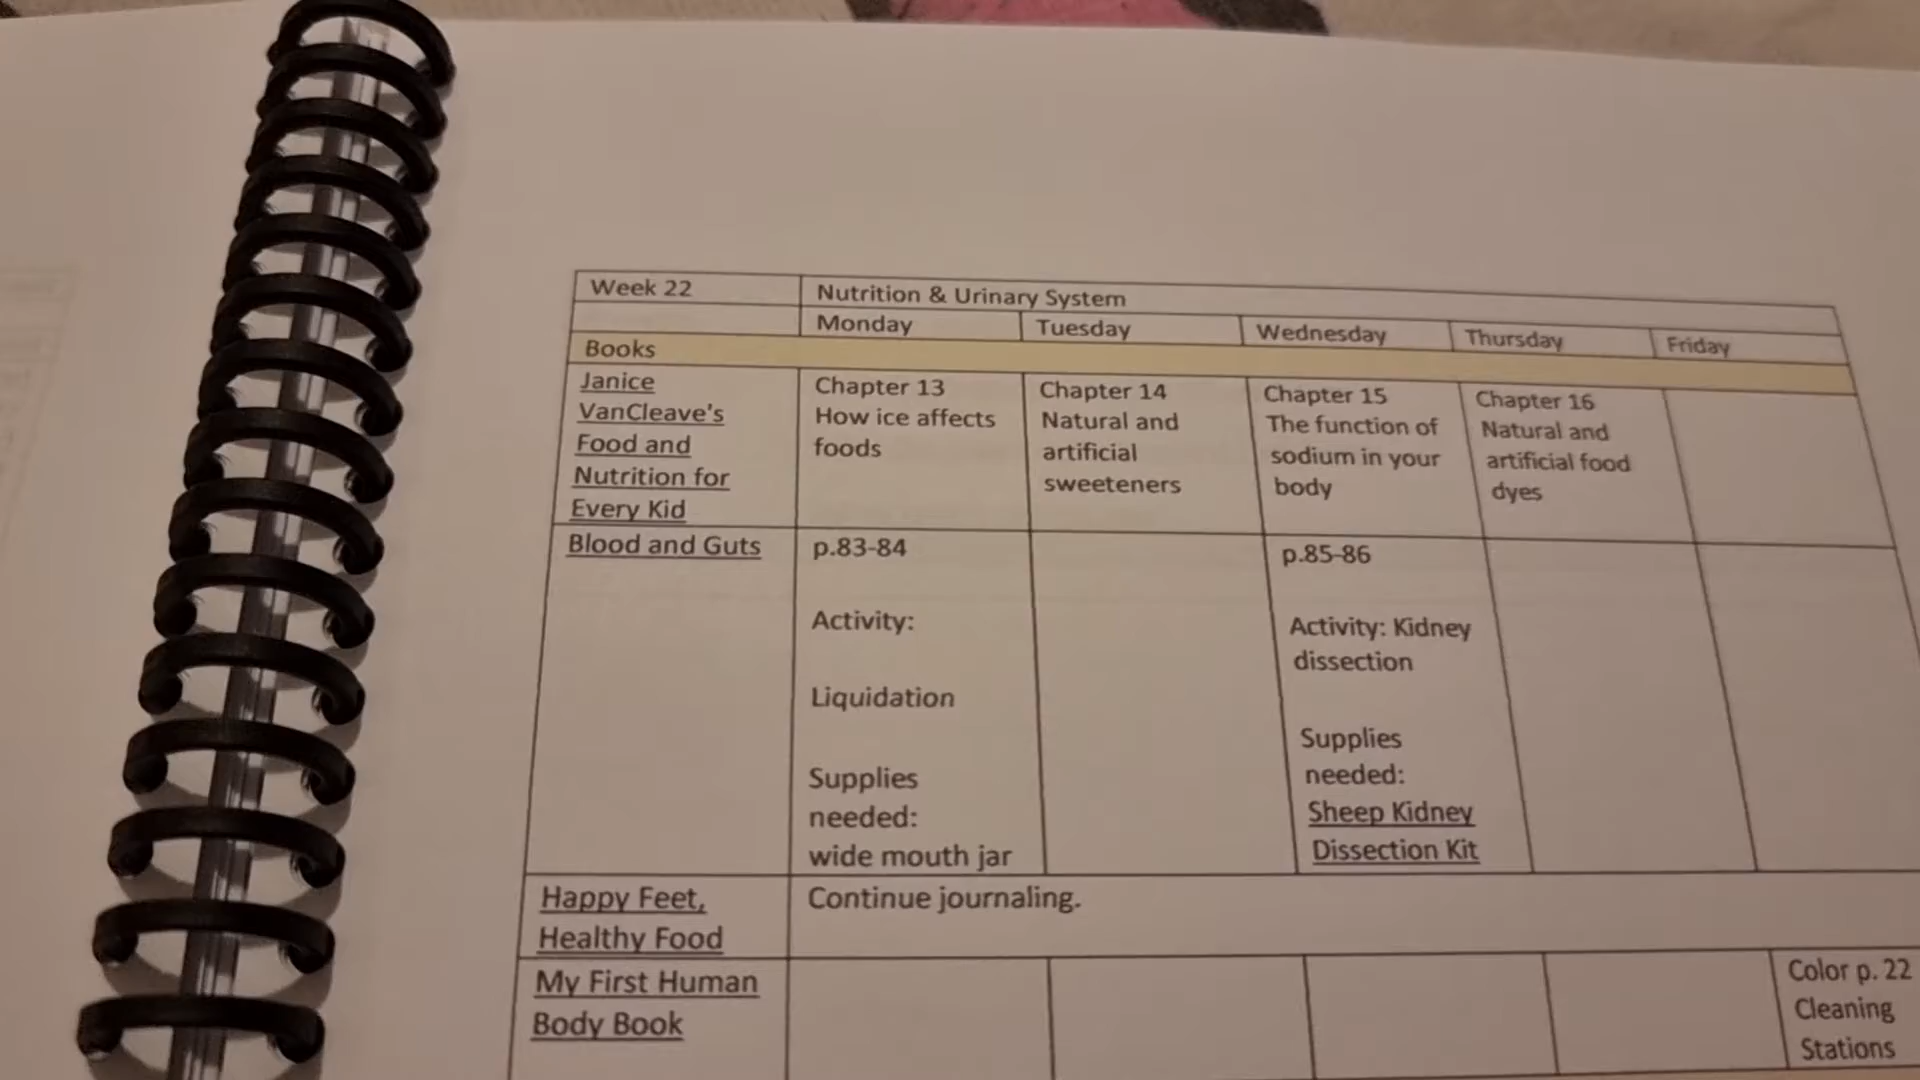 Week 22
Nutrition & Urinary System
Monday
Tuesday
Wednesday
Thursday
Friday
Books
Janice
VanCleave's
Food and
Nutrition for
Every Kid
Chapter 13
How ice affects
foods
Chapter 14
Natural and
artificial
sweeteners
Chapter 15
The function of
sodium in your
body
Chapter 16
Natural and
artificial food
dyes
Blood and Guts
p.83-84
Activity:
Liquidation
Supplies
needed:
wide mouth jar
p.85-86
Activity: Kidney
dissection
Supplies
needed:
Sheep Kidney
Dissection Kit
Happy Feet,
Healthy Food
Continue journaling.
My First Human
Body Book
Color p. 22
Cleaning
Stations